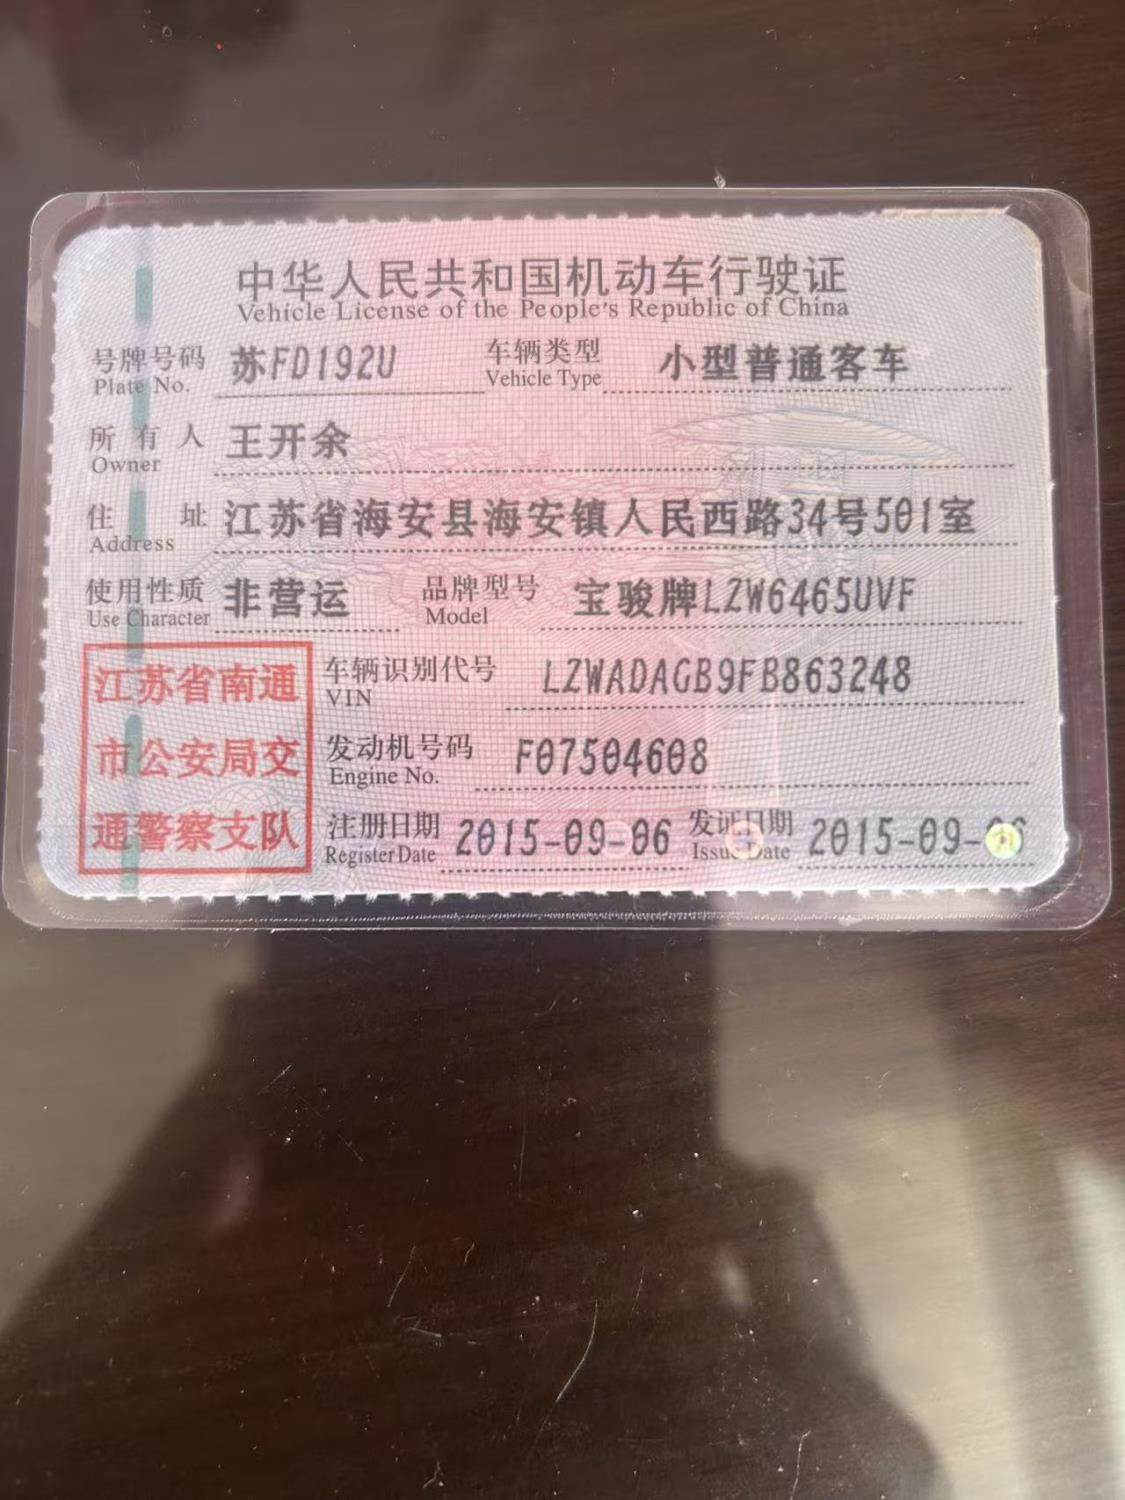 中华人民共和国机动车行驶证
Vehicle License of the People's Republic of China
号牌号码 苏FD192U 车辆类型 小型普通客车
Plate No. Vehicle Type
所有人 王开余
Owner
住址 江苏省海安县海安镇人民西路34号501室
Address
使用性质 非营运 品牌型号 宝骏牌LZW6465UVF
Use Character Model
江苏省南通
市公安局交
通警察支队
车辆识别代号 LZWADAGB9FB863248
VIN
发动机号码 F07504608
Engine No.
注册日期 2015-09-06 发证日期 2015-09-06
Register Date Issue Date